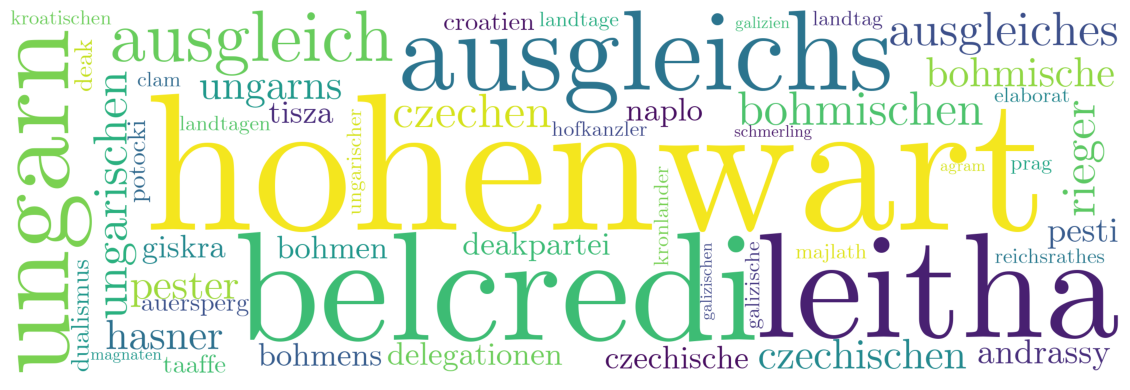 kroatischen
ungarn
deak
ausgleich
ausgleichs
croatien
landtage
galizien
landtag
ausgleiches
bohmische
clam
ungarns
tisza
czechen
naplo
bohmischen
elaborat
ungarischen
landtagen
potocki
ungarischer
hofkanzler
schmerling
hohenwart
agram
prag
rieger
kronlander
giskra
bohmen
deakpartei
majlath
pesti
reichsrathes
dualismus
pester
auersperg
belcredi
galizischen
galizische
leitha
hasner
magnaten
taaffe
bohmens
delegationen
czechische
czechischen
andrassy